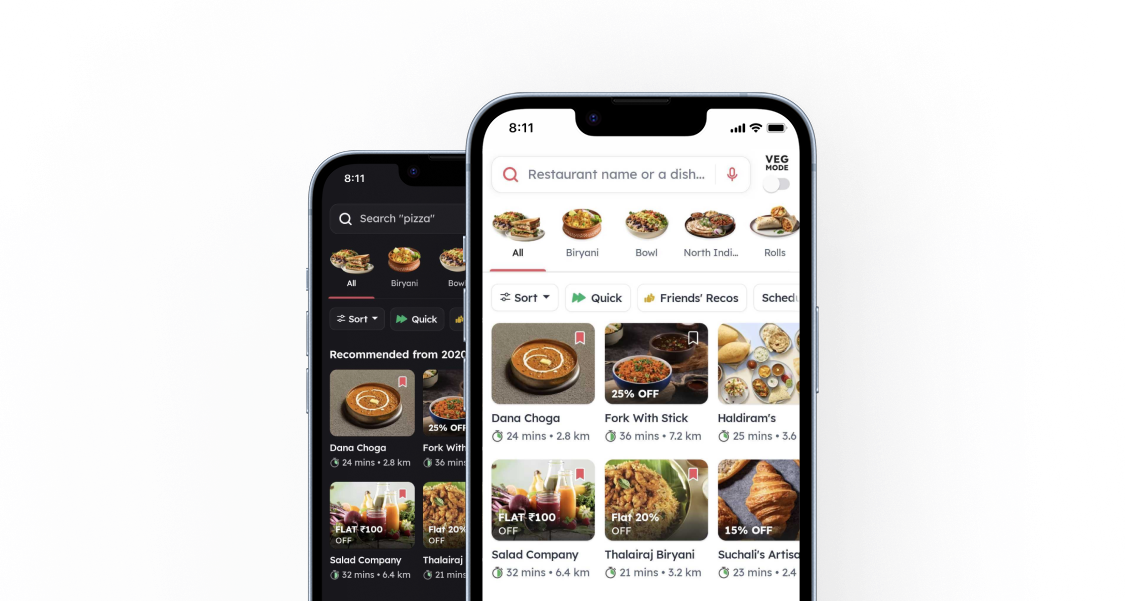 8:11
Search "pizza"
All
Biryani
Bow
Sort
Quick
Recommended from 2020
25% OFF
Dana Choga
Fork With
24 mins • 2.8 km
36 mins
FLAT ₹100
OFF
Flat 20%
OFF
Salad Company
Thalairaj
32 mins • 6.4 km
21 mins
8:11
Restaurant name or a dish...
VEG
MODE
All
Biryani
Bowl
North Indi...
Rolls
Sort
Quick
Friends' Recos
Schedu
25% OFF
Dana Choga
Fork With Stick
Haldiram's
24 mins • 2.8 km
36 mins • 7.2 km
25 mins • 3.6
FLAT ₹100
OFF
Flat 20%
OFF
15% OFF
Salad Company
Thalairaj Biryani
Suchali's Artisa
32 mins • 6.4 km
21 mins • 3.2 km
23 mins • 2.4